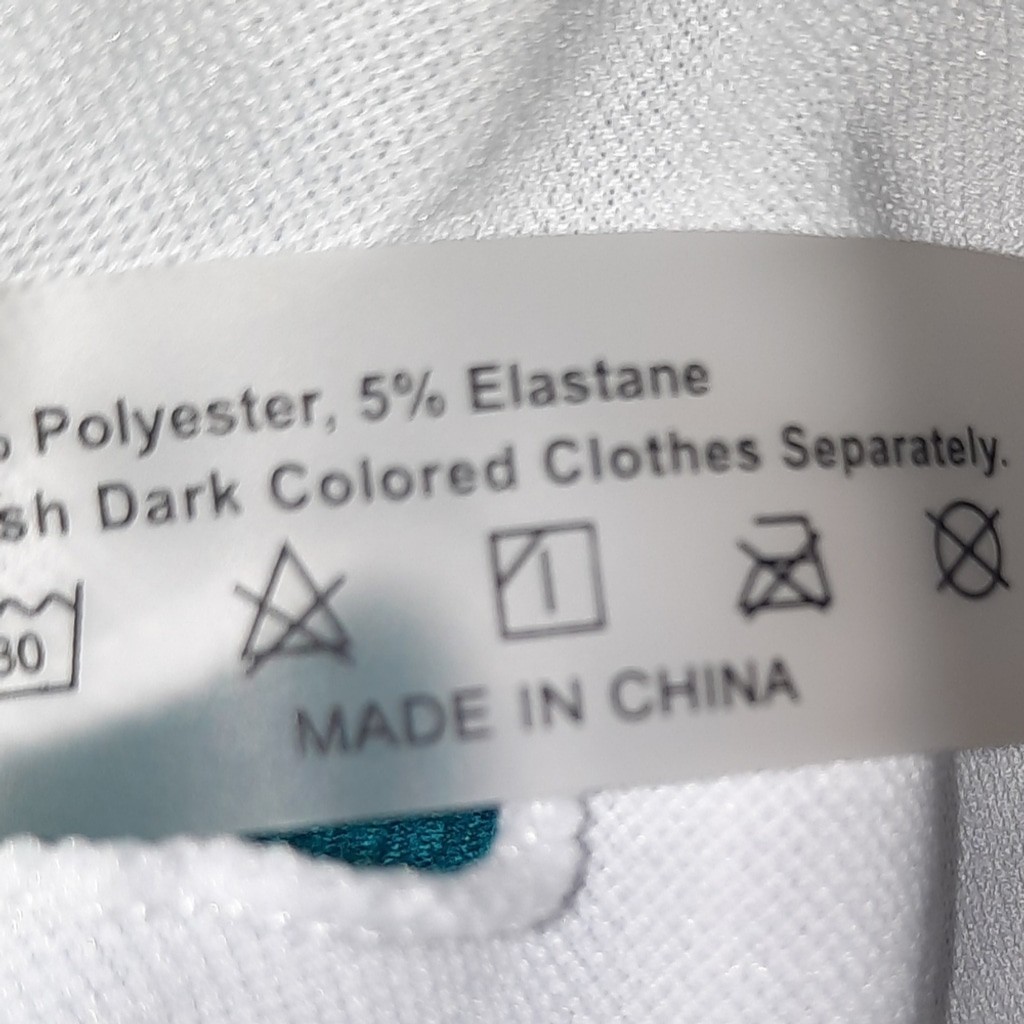 Polyester, 5% Elastane
Dark Colored Clothes Separately.
30
MADE IN CHINA